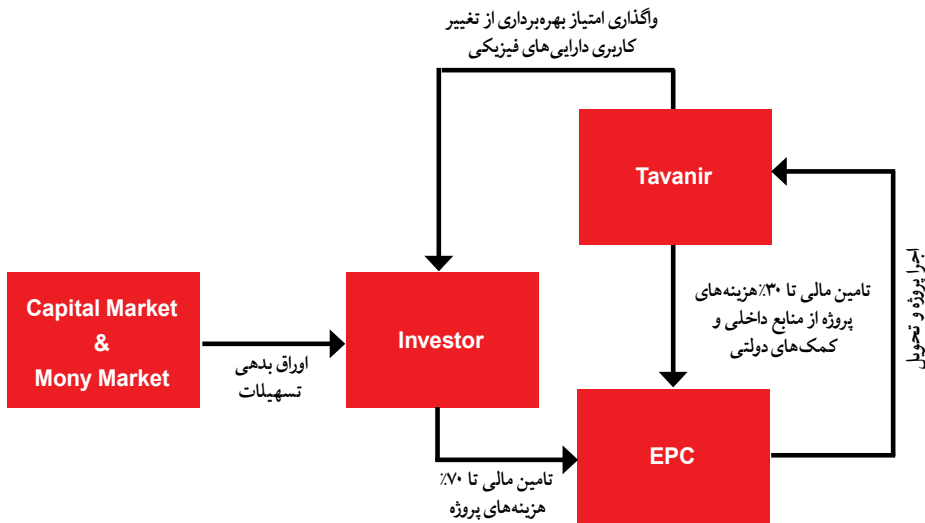 واگذاری امتیاز بهره‌برداری از تغییر
کاربری دارایی‌های فیزیکی
Tavanir
Capital Market
&
Mony Market
اوراق بدهی
تسهیلات
Investor
تامین مالی تا ۳۰٪ هزینه‌های
پروژه از منابع داخلی و
کمک‌های دولتی
اجرا پروژه و تحویل
EPC
تامین مالی تا ۷۰٪
هزینه‌های پروژه